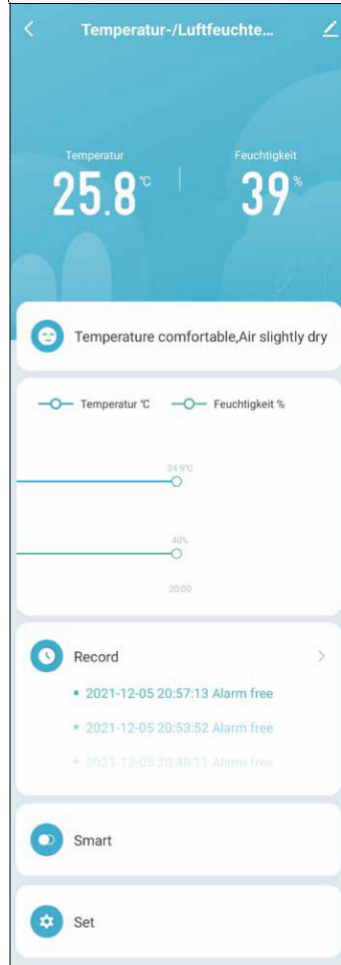 Temperatur-/Luftfeuchte...
Temperatur
Feuchtigkeit
25.8 °C
39 %
Temperature comfortable,Air slightly dry
Temperatur °C
Feuchtigkeit %
24.9°C
40%
20:00
Record
2021-12-05 20:57:13 Alarm free
2021-12-05 20:53:52 Alarm free
2021-12-05 20:48:11 Alarm free
Smart
Set